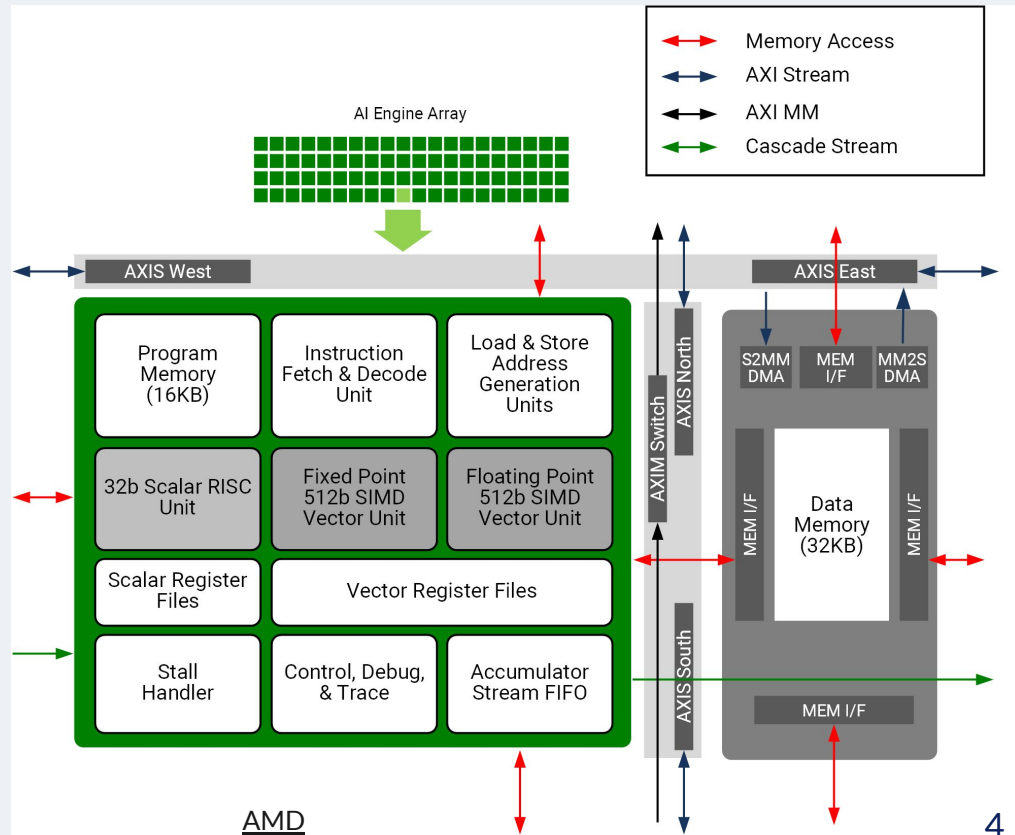 Memory Access
AXI Stream
AXI MM
Cascade Stream
AI Engine Array
AXIS West
AXIS East
Program
Memory
(16KB)
Instruction
Fetch & Decode
Unit
Load & Store
Address
Generation
Units
32b Scalar RISC
Unit
Fixed Point
512b SIMD
Vector Unit
Floating Point
512b SIMD
Vector Unit
Scalar Register
Files
Vector Register Files
Stall
Handler
Control, Debug,
& Trace
Accumulator
Stream FIFO
AXIM Switch
AXIS North
AXIS South
S2MM
DMA
MEM
I/F
MM2S
DMA
MEM I/F
Data
Memory
(32KB)
MEM I/F
MEM I/F
AMD
4